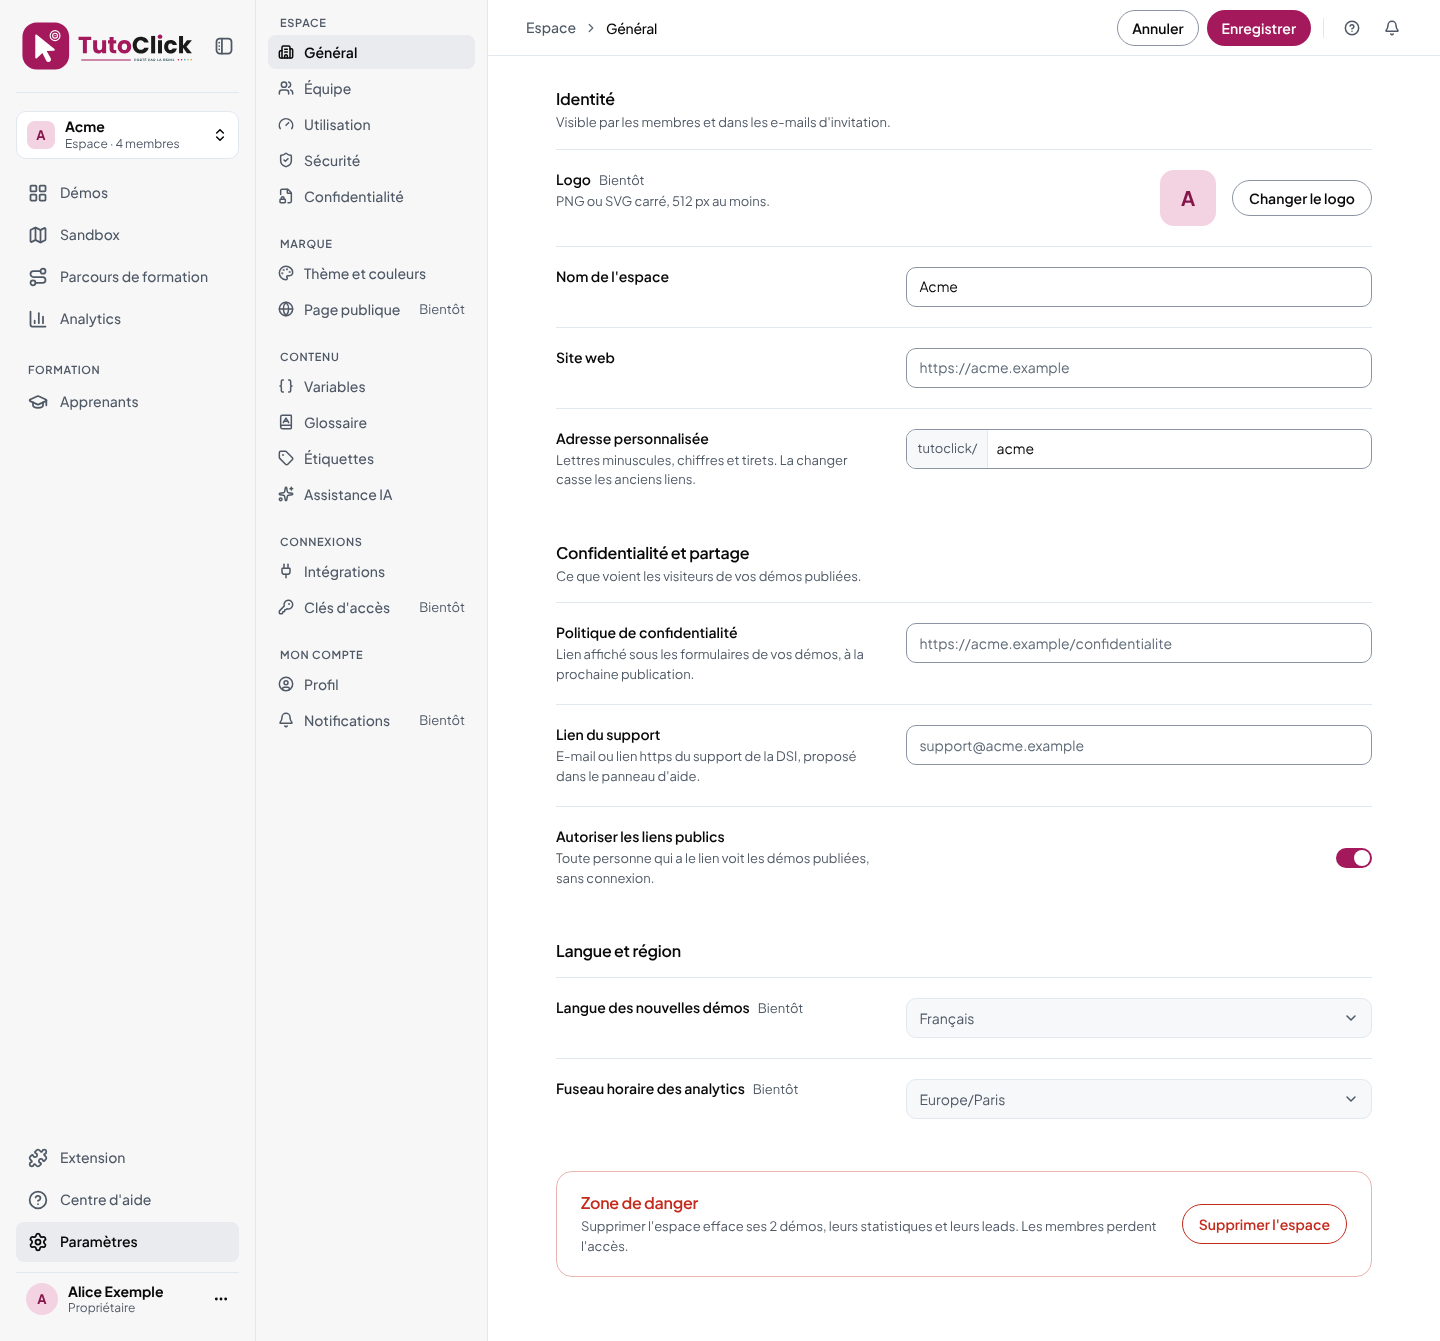 TutoClick
Acme
Espace · 4 membres
Démos
Sandbox
Parcours de formation
Analytics
FORMATION
Apprenants
Extension
Centre d'aide
Paramètres
A
Alice Exemple
Propriétaire
ESPACE
Général
Équipe
Utilisation
Sécurité
Confidentialité
MARQUE
Thème et couleurs
Page publique Bientôt
CONTENU
Variables
Glossaire
Étiquettes
Assistance IA
CONNEXIONS
Intégrations
Clés d'accès Bientôt
MON COMPTE
Profil
Notifications Bientôt
Espace > Général
Annuler
Enregistrer
Identité
Visible par les membres et dans les e-mails d'invitation.
Logo Bientôt
PNG ou SVG carré, 512 px au moins.
A
Changer le logo
Nom de l'espace
Acme
Site web
https://acme.example
Adresse personnalisée
Lettres minuscules, chiffres et tirets. La changer
casse les anciens liens.
tutoclick/ acme
Confidentialité et partage
Ce que voient les visiteurs de vos démos publiées.
Politique de confidentialité
Lien affiché sous les formulaires de vos démos, à la
prochaine publication.
https://acme.example/confidentialite
Lien du support
E-mail ou lien https du support de la DSI, proposé
dans le panneau d'aide.
support@acme.example
Autoriser les liens publics
Toute personne qui a le lien voit les démos publiées,
sans connexion.
Langue et région
Langue des nouvelles démos Bientôt
Français
Fuseau horaire des analytics Bientôt
Europe/Paris
Zone de danger
Supprimer l'espace efface ses 2 démos, leurs statistiques et leurs leads. Les membres perdent
l'accès.
Supprimer l'espace